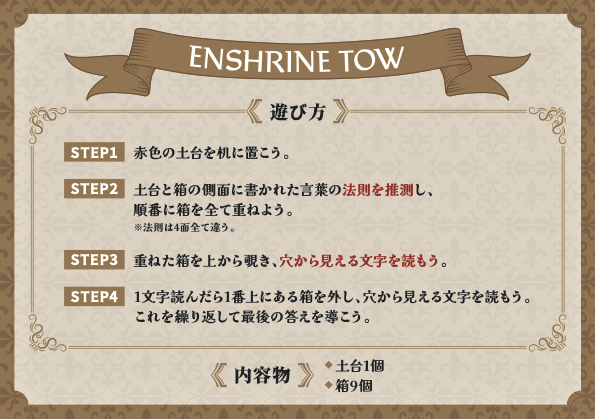 ENSHRINE TOW
遊び方
STEP1 赤色の土台を机に置こう。
STEP2 土台と箱の側面に書かれた言葉の法則を推測し、
順番に箱を全て重ねよう。
※法則は4面全て違う。
STEP3 重ねた箱を上から覗き、穴から見える文字を読もう。
STEP4 1文字読んだら1番上にある箱を外し、穴から見える文字を読もう。
これを繰り返して最後の答えを導こう。
内容物
◆土台1個
◆箱9個